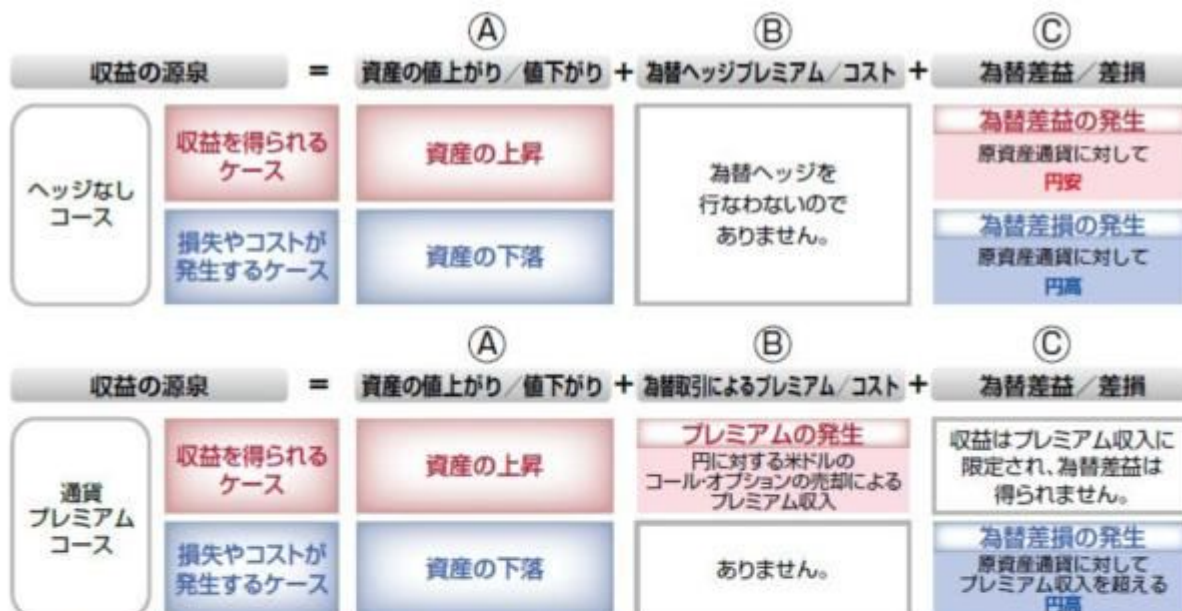 Ⓐ Ⓑ Ⓒ
収益の源泉 = 資産の値上がり/値下がり + 為替ヘッジプレミアム/コスト + 為替差益/差損
ヘッジなし
コース
収益を得られる
ケース
資産の上昇
損失やコストが
発生するケース
資産の下落
為替ヘッジを
行なわないので
ありません。
為替差益の発生
原資産通貨に対して
円安
為替差損の発生
原資産通貨に対して
円高
Ⓐ Ⓑ Ⓒ
収益の源泉 = 資産の値上がり/値下がり + 為替取引によるプレミアム/コスト + 為替差益/差損
通貨
プレミアム
コース
収益を得られる
ケース
資産の上昇
プレミアムの発生
円に対する米ドルの
コール・オプションの売却による
プレミアム収入
収益はプレミアム収入に
限定され、為替差益は
得られません。
損失やコストが
発生するケース
資産の下落
ありません。
為替差損の発生
原資産通貨に対して
プレミアム収入を超える
円高